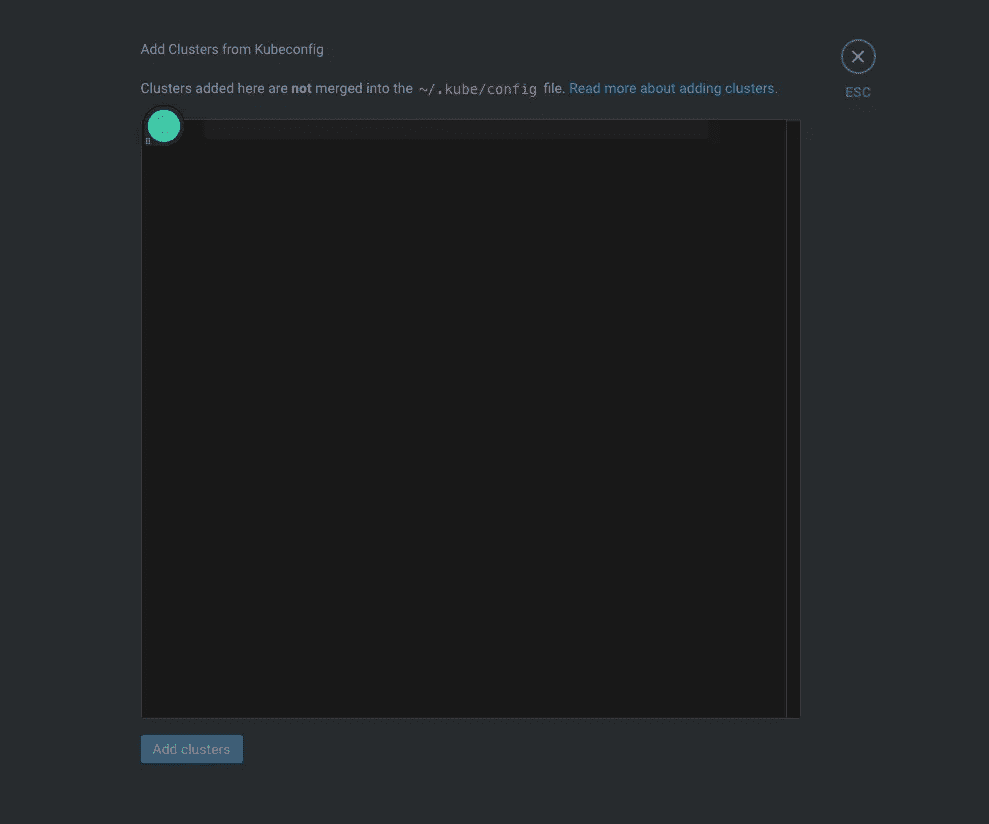 Add Clusters from Kubeconfig
Clusters added here are not merged into the ~/.kube/config file. Read more about adding clusters.
ESC
Add clusters